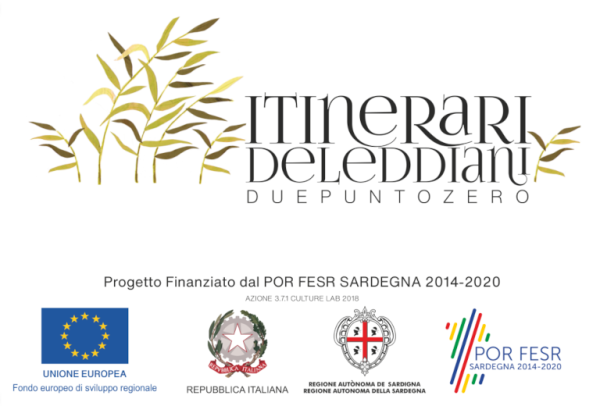 ITINERARI
DELEDDIANI
DUEPUNTOZERO
Progetto Finanziato dal POR FESR SARDEGNA 2014-2020
AZIONE 3.7.1 CULTURE LAB 2018
UNIONE EUROPEA
Fondo europeo di sviluppo regionale
REPVBBLICA ITALIANA
REPUBBLICA ITALIANA
REGIONE AUTÒNOMA DE SARDIGNA
REGIONE AUTONOMA DELLA SARDEGNA
POR FESR
SARDEGNA 2014-2020